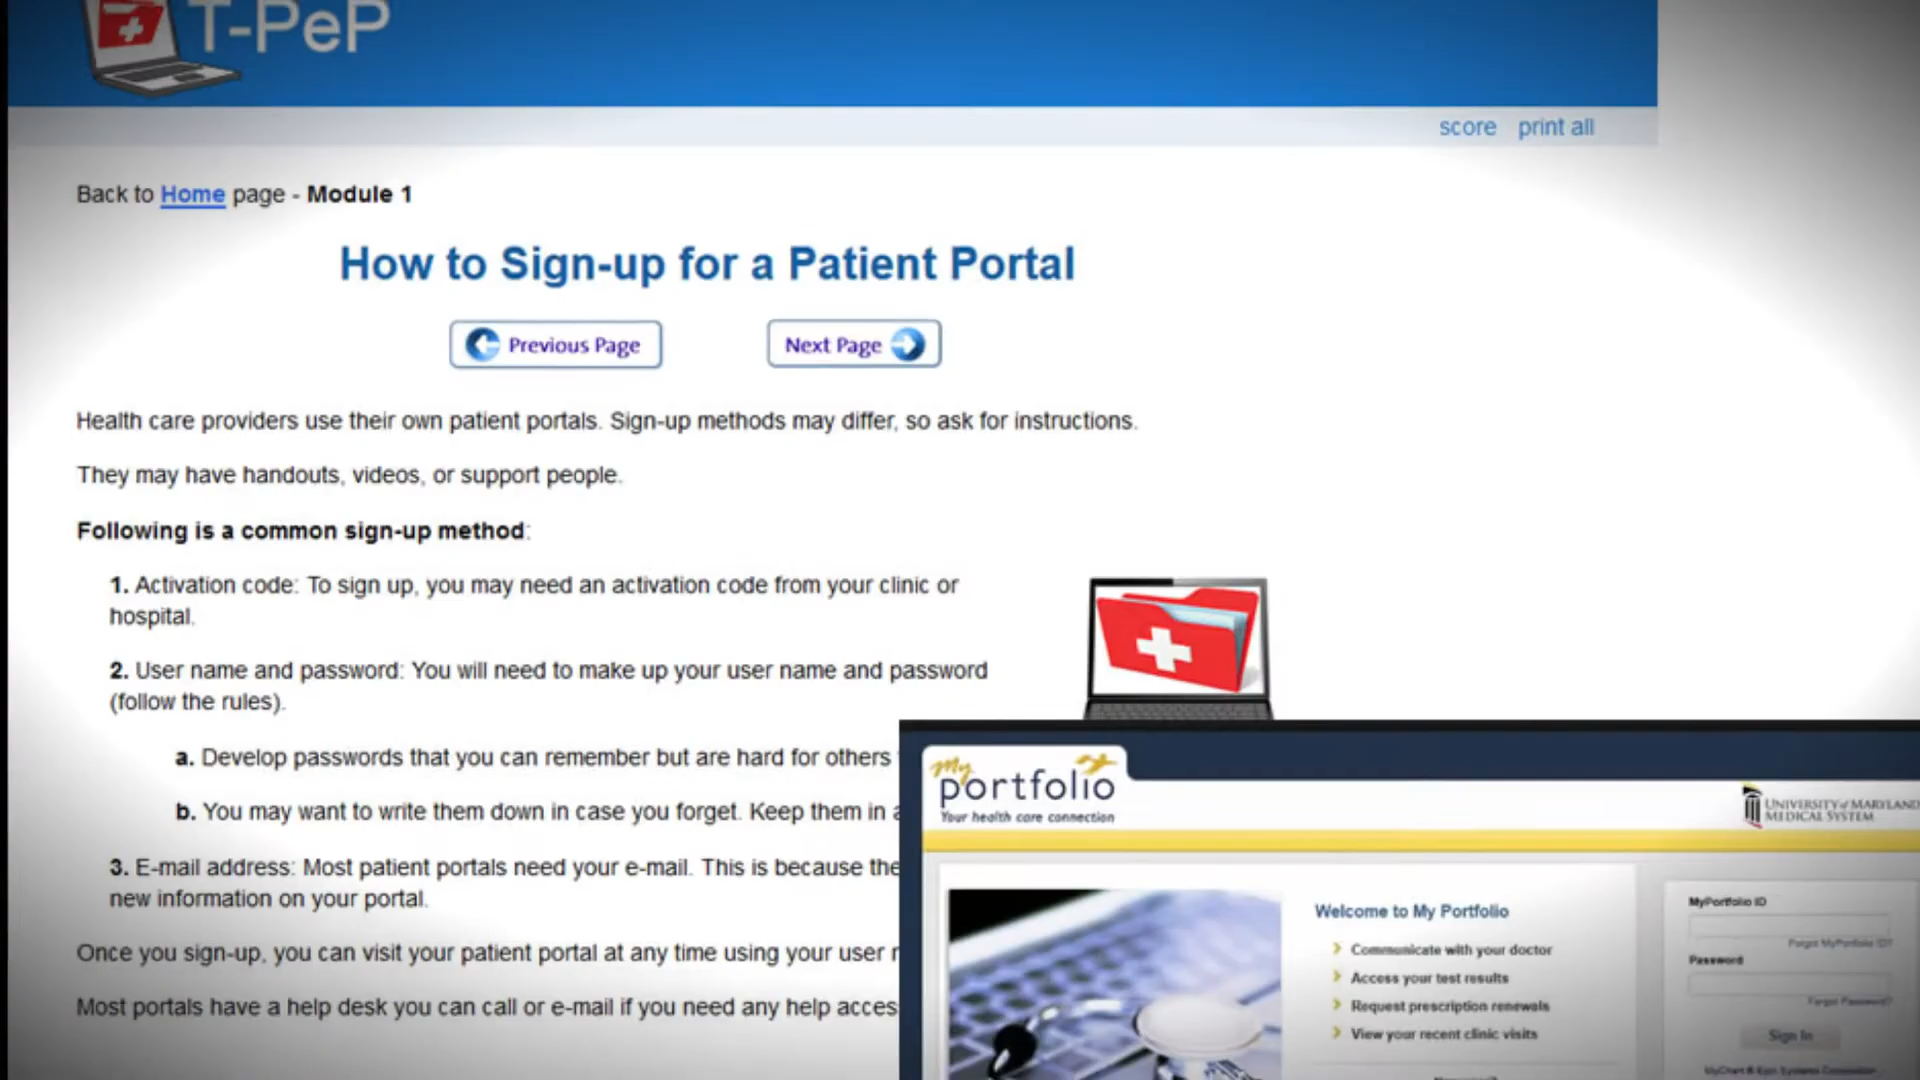 T-PeP
score print all
Back to Home page - Module 1
How to Sign-up for a Patient Portal
Previous Page
Next Page
Health care providers use their own patient portals. Sign-up methods may differ, so ask for instructions.
They may have handouts, videos, or support people.
Following is a common sign-up method:
1. Activation code: To sign up, you may need an activation code from your clinic or
hospital.
2. User name and password: You will need to make up your user name and password
(follow the rules).
a. Develop passwords that you can remember but are hard for others
b. You may want to write them down in case you forget. Keep them in
3. E-mail address: Most patient portals need your e-mail. This is because the
new information on your portal.
Once you sign-up, you can visit your patient portal at any time using your user
Most portals have a help desk you can call or e-mail if you need any help
My
portfolio
Your health care connection
UNIVERSITY of MARYLAND
MEDICAL SYSTEM
Welcome to My Portfolio
Communicate with your doctor
Access your test results
Request prescription renewals
View your recent clinic visits
MyPortfolio ID
Forgot MyPortfolio ID?
Password
Forgot Password?
Sign In